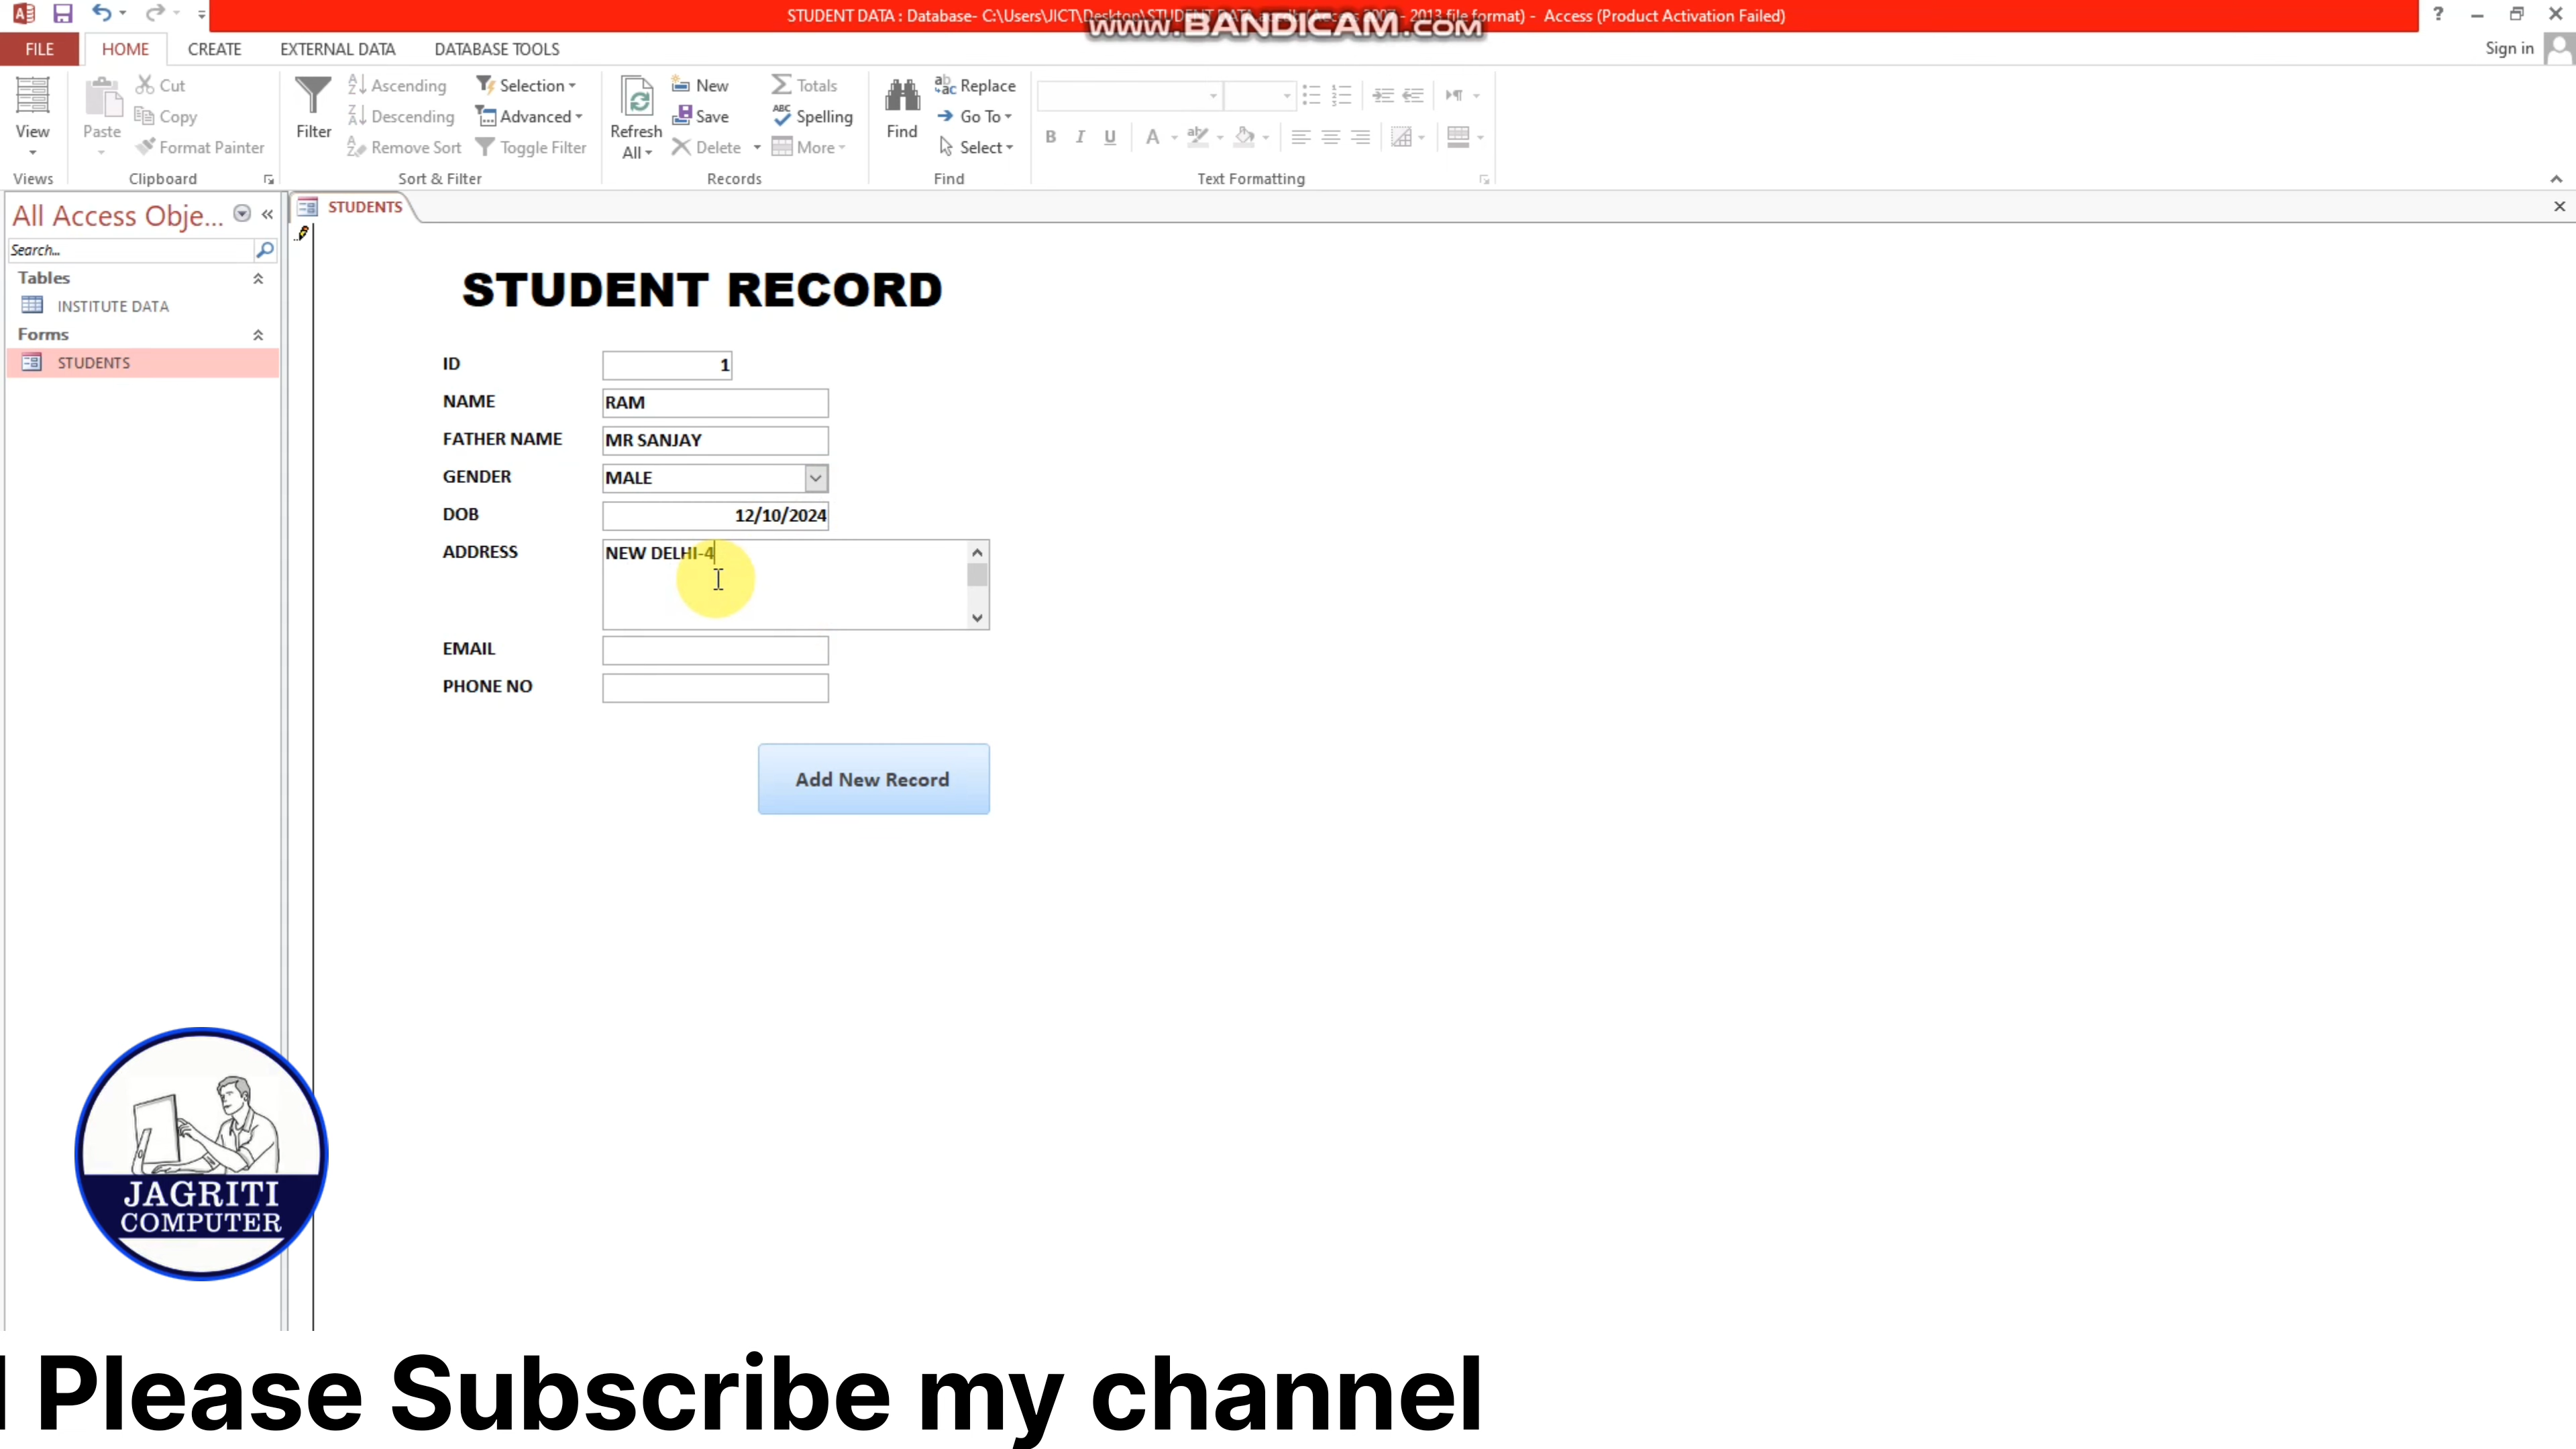 STUDENT DATA : Database- C:\Users\JICT\Desktop\STUDENT - 2013 file format) - Access (Product Activation Failed)
www.BANDICAM.com
FILE HOME CREATE EXTERNAL DATA DATABASE TOOLS Sign in
View Paste Cut Copy Format Painter
Filter Ascending Descending Remove Sort Selection Advanced Toggle Filter
Refresh All New Save Delete Totals Spelling More
Find Replace Go To Select
B I U A
Views Clipboard Sort & Filter Records Find Text Formatting
All Access Obje...
Search...
Tables
INSTITUTE DATA
Forms
STUDENTS
STUDENTS
STUDENT RECORD
ID 1
NAME RAM
FATHER NAME MR SANJAY
GENDER MALE
DOB 12/10/2024
ADDRESS NEW DELHI-4
EMAIL
PHONE NO
Add New Record
JAGRITI
COMPUTER
Please Subscribe my channel